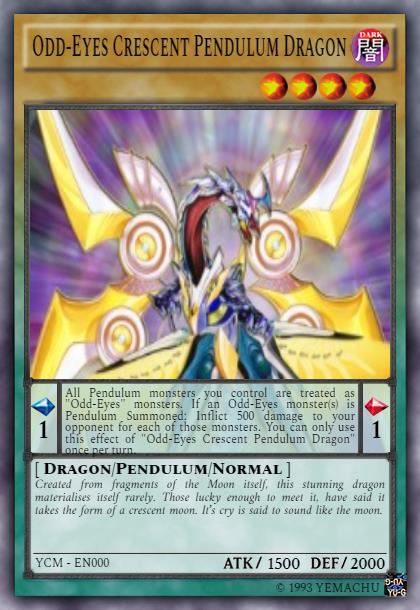 Odd-Eyes Crescent Pendulum Dragon
DARK
闇
All Pendulum monsters you control are treated as
"Odd-Eyes" monsters. If an Odd-Eyes monster(s) is
Pendulum Summoned: Inflict 500 damage to your
opponent for each of those monsters. You can only use
this effect of "Odd-Eyes Crescent Pendulum Dragon"
once per turn.
1
1
[ Dragon/Pendulum/Normal ]
Created from fragments of the Moon itself, this stunning dragon
materialises itself rarely. Those lucky enough to meet it, have said it
takes the form of a crescent moon. It's cry is said to sound like the moon.
YCM - EN000
ATK / 1500 DEF / 2000
© 1993 YEMACHU